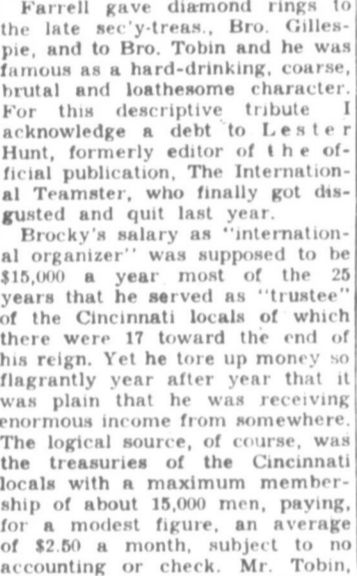 Farrell gave diamond rings to
the late sec'y-treas., Bro. Gilles-
pie, and to Bro. Tobin and he was
famous as a hard-drinking, coarse,
brutal and loathesome character.
For this descriptive tribute I
acknowledge a debt to Lester
Hunt, formerly editor of the of-
ficial publication, The Internation-
al Teamster, who finally got dis-
gusted and quit last year.
Brocky's salary as "internation-
al organizer" was supposed to be
$15,000 a year most of the 25
years that he served as "trustee"
of the Cincinnati locals of which
there were 17 toward the end of
his reign. Yet he tore up money so
flagrantly year after year that it
was plain that he was receiving
enormous income from somewhere.
The logical source, of course, was
the treasuries of the Cincinnati
locals with a maximum member-
ship of about 15,000 men, paying,
for a modest figure, an average
of $2.50 a month, subject to no
accounting or check. Mr. Tobin,